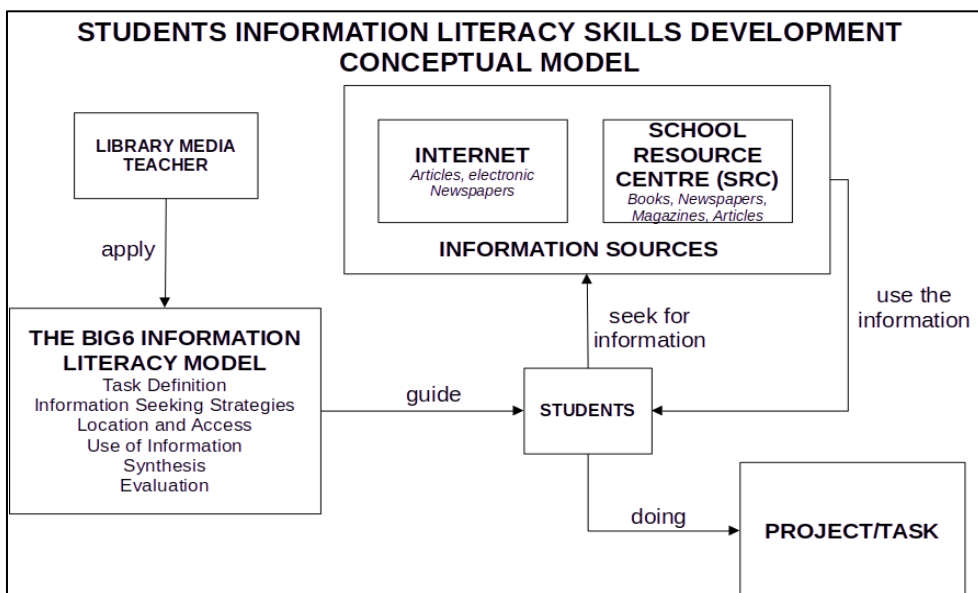 STUDENTS INFORMATION LITERACY SKILLS DEVELOPMENT
CONCEPTUAL MODEL
LIBRARY MEDIA
TEACHER
INTERNET
Articles, electronic
Newspapers
SCHOOL
RESOURCE
CENTRE (SRC)
Books, Newspapers,
Magazines, Articles
INFORMATION SOURCES
apply
seek for
information
use the
information
THE BIG6 INFORMATION
LITERACY MODEL
Task Definition
Information Seeking Strategies
Location and Access
Use of Information
Synthesis
Evaluation
guide
STUDENTS
doing
PROJECT/TASK